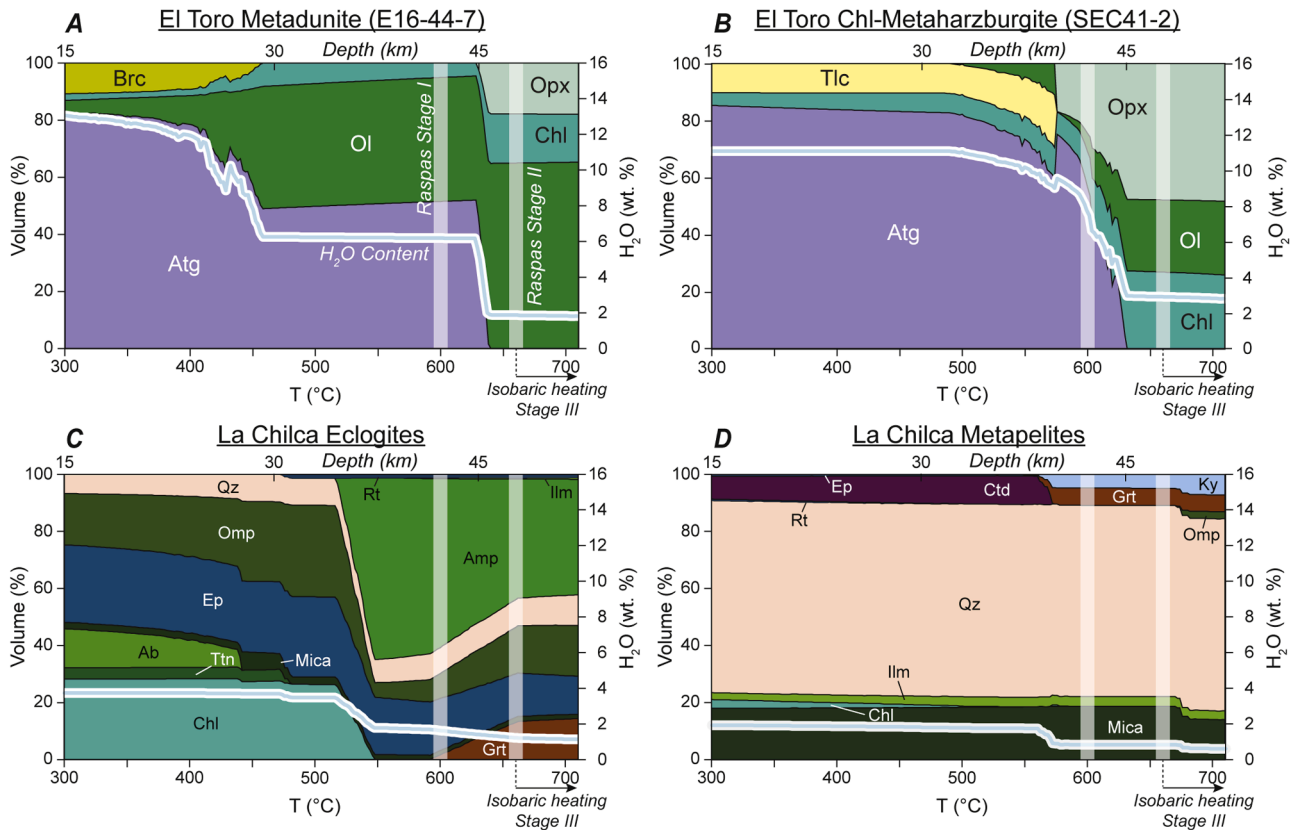 A El Toro Metadunite (E16-44-7)
15 30 Depth (km) 45
100 16
Brc
Opx
14
80 12
Chl
Ol
10
60
Raspas Stage I
8
Raspas Stage II
40
6
H2O Content
Atg
4
20
2
0 0
300 400 500 600 700
Volume (%)
H2O (wt. %)
T (°C)
Isobaric heating
Stage III
B El Toro Chl-Metaharzburgite (SEC41-2)
15 30 Depth (km) 45
100 16
Tlc
Opx
14
80 12
10
60
8
Atg
Ol
40
6
4
20
Chl
2
0 0
300 400 500 600 700
Volume (%)
H2O (wt. %)
T (°C)
Isobaric heating
Stage III
C La Chilca Eclogites
15 30 Depth (km) 45
100 16
Qz
Rt
Ilm
14
Omp
Amp
80 12
10
60
Ep
8
40
Ab
Ttn
Mica
6
4
20
Chl
2
Grt
0 0
300 400 500 600 700
Volume (%)
H2O (wt. %)
T (°C)
Isobaric heating
Stage III
D La Chilca Metapelites
15 30 Depth (km) 45
100 16
Ep
Ctd
Ky
Grt
Rt
14
Omp
80 12
10
60
Qz
8
40
6
Ilm
4
20
Chl
Mica
2
0 0
300 400 500 600 700
Volume (%)
H2O (wt. %)
T (°C)
Isobaric heating
Stage III